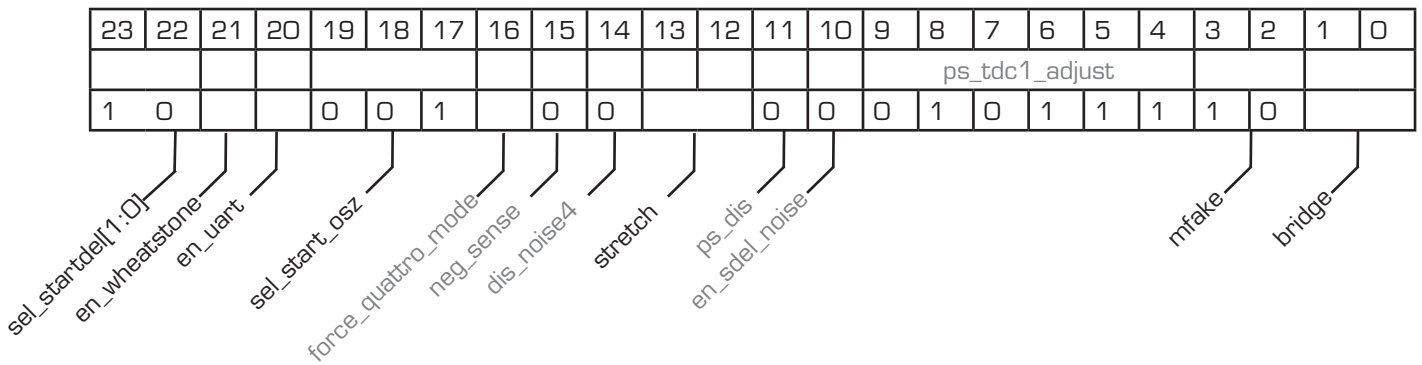 23 22 21 20 19 18 17 16 15 14 13 12 11 10 9 8 7 6 5 4 3 2 1 0
ps_tdc1_adjust
1 0 0 0 1 0 0 0 0 0 1 0 1 1 1 1 0
sel_startdel[1:0]
en_wheatstone
en_uart
sel_start_osz
force_quattro_mode
neg_sense
dis_noise4
stretch
ps_dis
en_sdel_noise
mfake
bridge